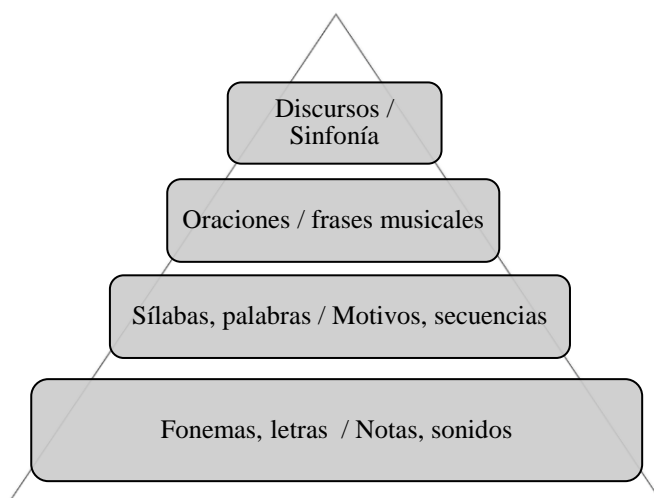 Discursos /
Sinfonía
Oraciones / frases musicales
Sílabas, palabras / Motivos, secuencias
Fonemas, letras / Notas, sonidos